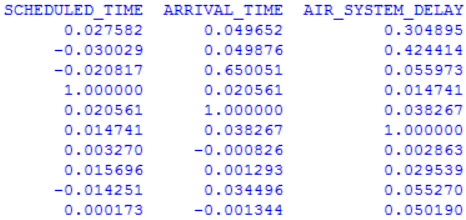 SCHEDULED_TIME ARRIVAL_TIME AIR_SYSTEM_DELAY
0.027582 0.049652 0.304895
-0.030029 0.049876 0.424414
-0.020817 0.650051 0.055973
1.000000 0.020561 0.014741
0.020561 1.000000 0.038267
0.014741 0.038267 1.000000
0.003270 -0.000826 0.002863
0.015696 0.001293 0.029539
-0.014251 0.034496 0.055270
0.000173 -0.001344 0.050190